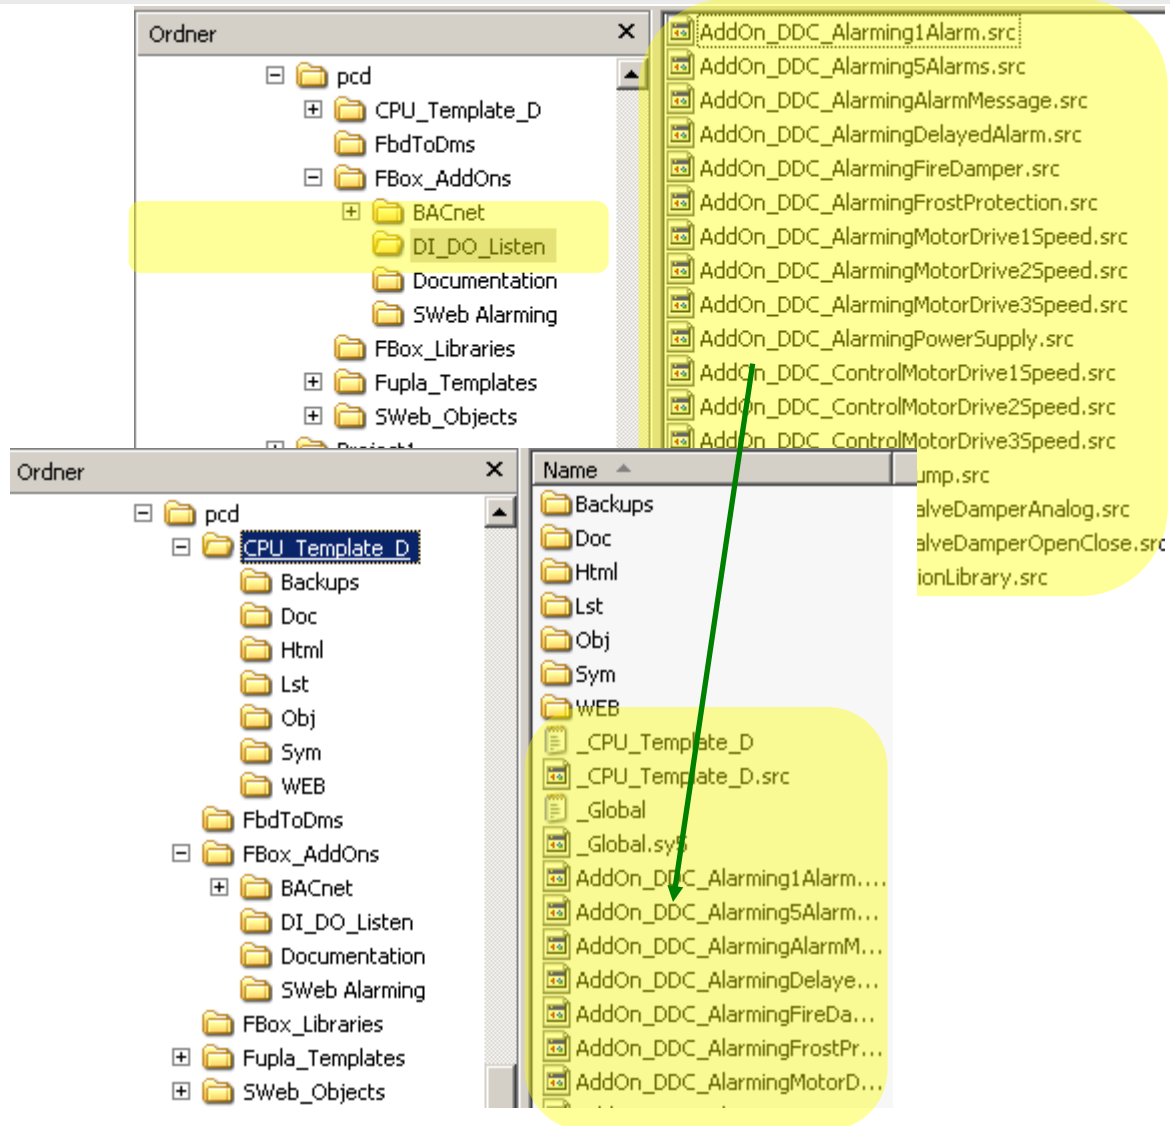 Ordner
pcd
CPU_Template_D
FbdToDms
FBox_AddOns
BACnet
DI_DO_Listen
Documentation
SWeb Alarming
FBox_Libraries
Fupla_Templates
SWeb_Objects
Project1
AddOn_DDC_Alarming1Alarm.src
AddOn_DDC_Alarming5Alarms.src
AddOn_DDC_AlarmingAlarmMessage.src
AddOn_DDC_AlarmingDelayedAlarm.src
AddOn_DDC_AlarmingFireDamper.src
AddOn_DDC_AlarmingFrostProtection.src
AddOn_DDC_AlarmingMotorDrive1Speed.src
AddOn_DDC_AlarmingMotorDrive2Speed.src
AddOn_DDC_AlarmingMotorDrive3Speed.src
AddOn_DDC_AlarmingPowerSupply.src
AddOn_DDC_ControlMotorDrive1Speed.src
AddOn_DDC_ControlMotorDrive2Speed.src
AddOn_DDC_ControlMotorDrive3Speed.src
ump.src
alveDamperAnalog.src
alveDamperOpenClose.src
ionLibrary.src
Ordner
pcd
CPU_Template_D
Backups
Doc
Html
Lst
Obj
Sym
WEB
FbdToDms
FBox_AddOns
BACnet
DI_DO_Listen
Documentation
SWeb Alarming
FBox_Libraries
Fupla_Templates
SWeb_Objects
Name
Backups
Doc
Html
Lst
Obj
Sym
WEB
_CPU_Template_D
_CPU_Template_D.src
_Global
_Global.sy5
AddOn_DDC_Alarming1Alarm....
AddOn_DDC_Alarming5Alarm...
AddOn_DDC_AlarmingAlarmM...
AddOn_DDC_AlarmingDelaye...
AddOn_DDC_AlarmingFireDa...
AddOn_DDC_AlarmingFrostPr...
AddOn_DDC_AlarmingMotorD...